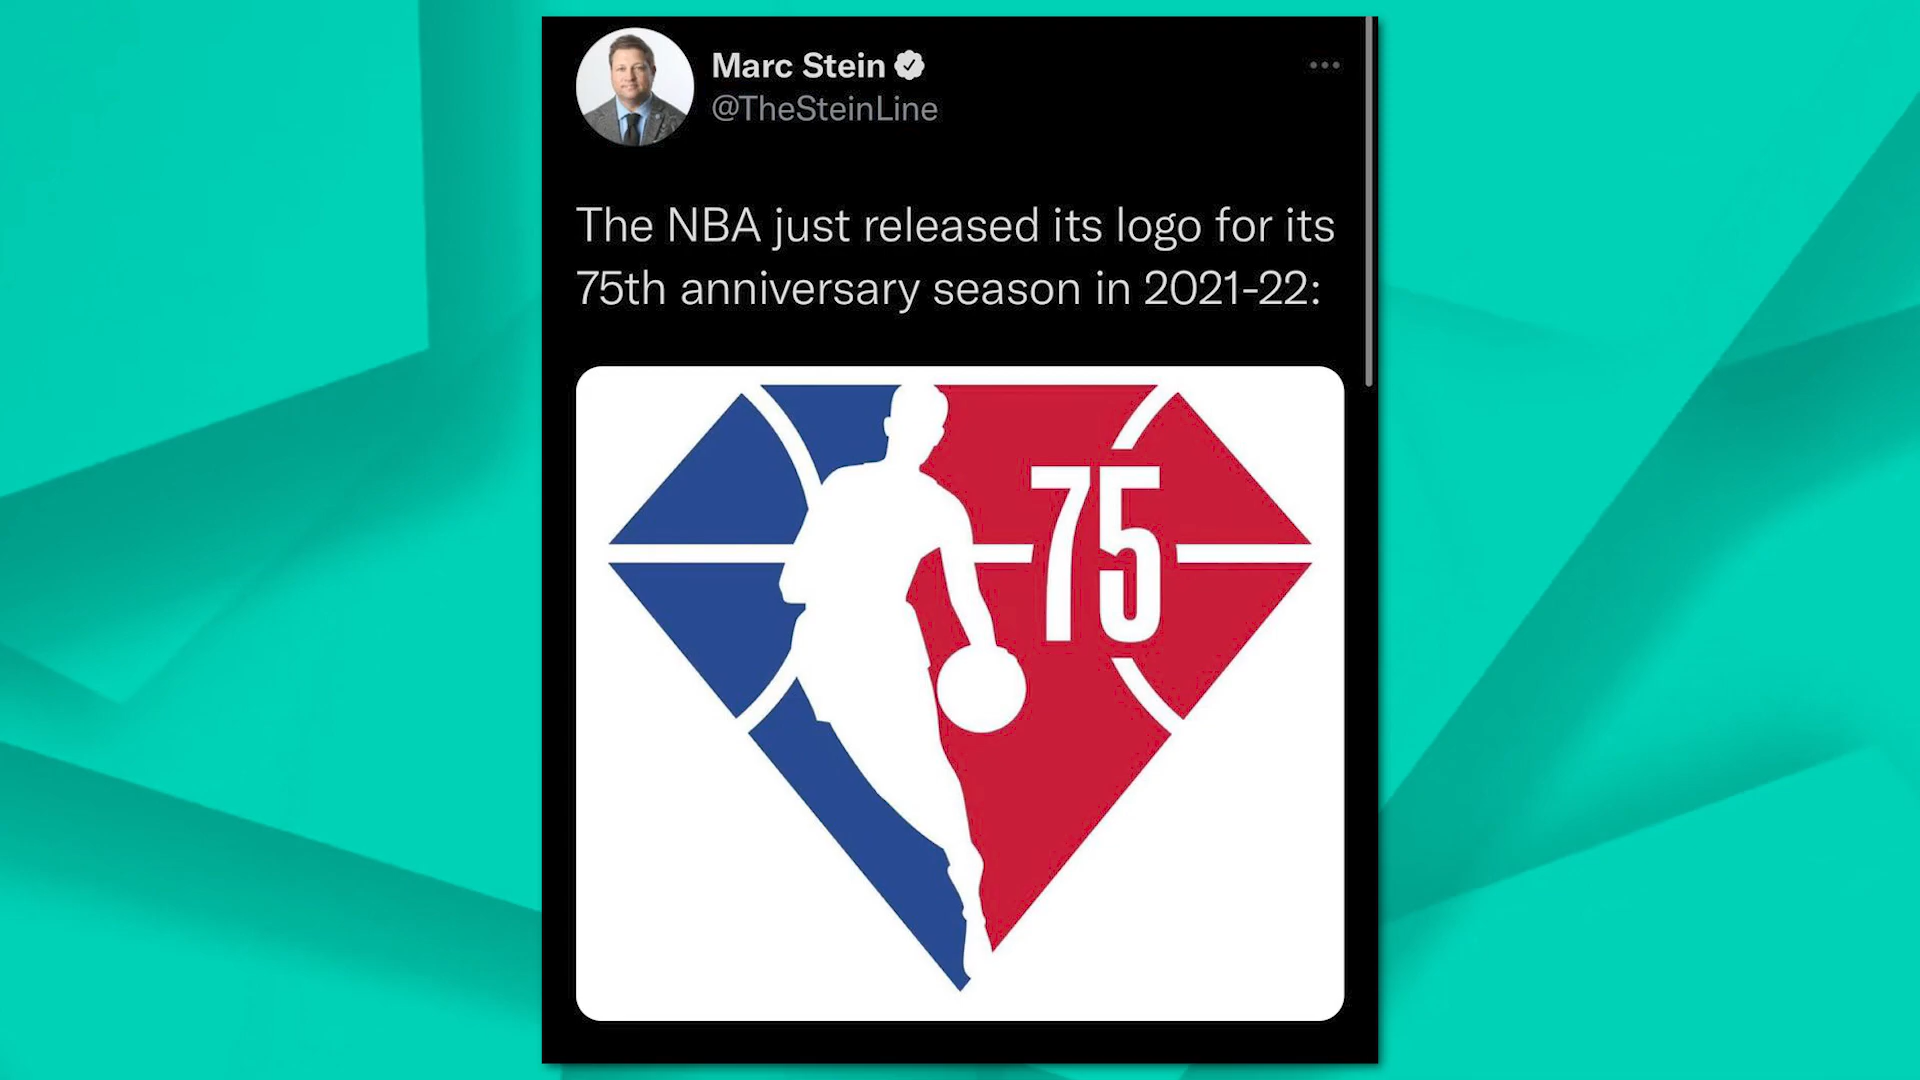 Marc Stein
@TheSteinLine
The NBA just released its logo for its
75th anniversary season in 2021-22:
75